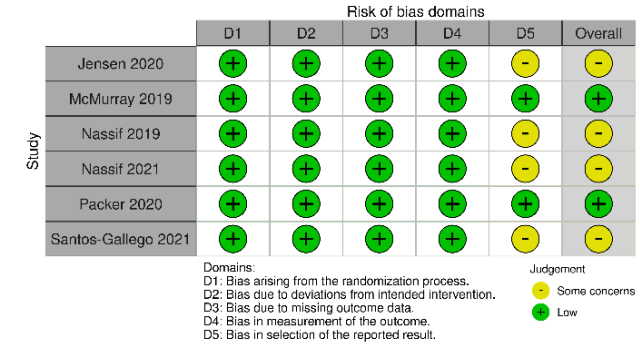 Risk of bias domains
D1 D2 D3 D4 D5 Overall
Study
Jensen 2020 + + + + - -
McMurray 2019 + + + + + +
Nassif 2019 + + + + - -
Nassif 2021 + + + + - -
Packer 2020 + + + + + +
Santos-Gallego 2021 + + + + - -
Domains:
D1: Bias arising from the randomization process.
D2: Bias due to deviations from intended intervention.
D3: Bias due to missing outcome data.
D4: Bias in measurement of the outcome.
D5: Bias in selection of the reported result.
Judgement
- Some concerns
+ Low